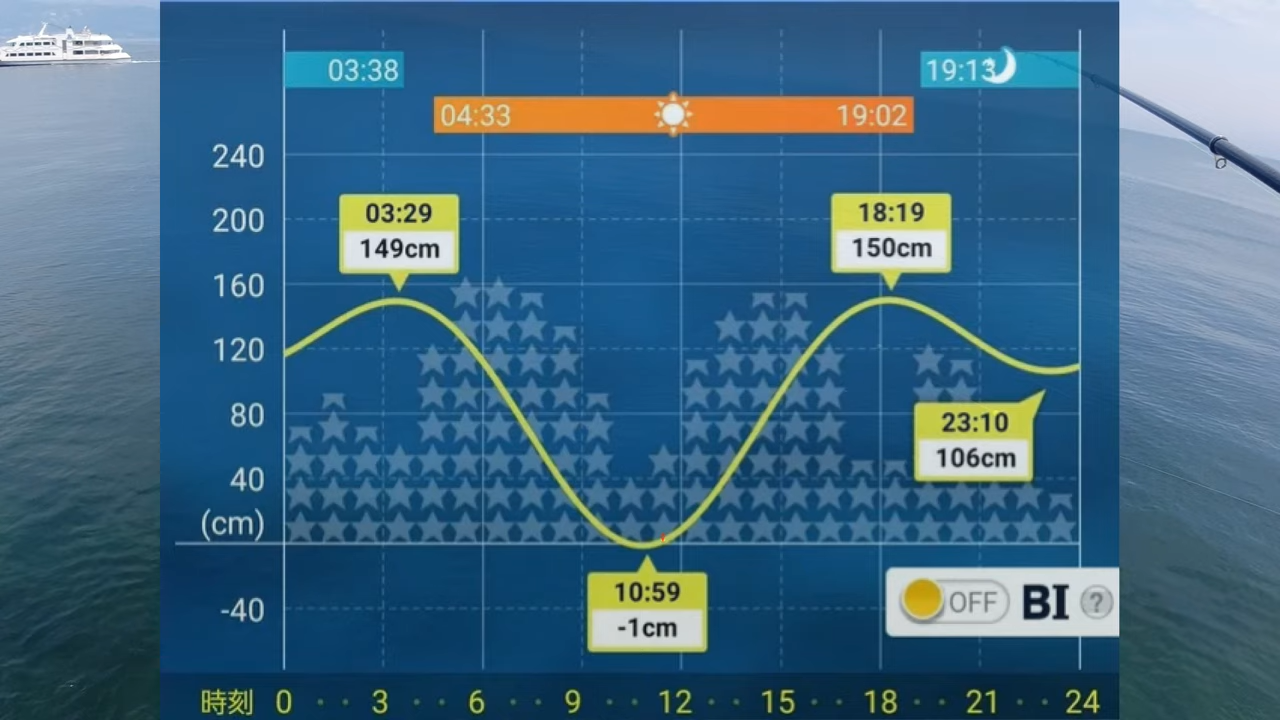 03:38
19:13
04:33
19:02
240
200
160
120
80
40
(cm)
-40
03:29
149cm
18:19
150cm
23:10
106cm
10:59
-1cm
OFF BI ?
時刻 0 · · 3 · · 6 · · 9 · · 12 · · 15 · · 18 · · 21 · · 24